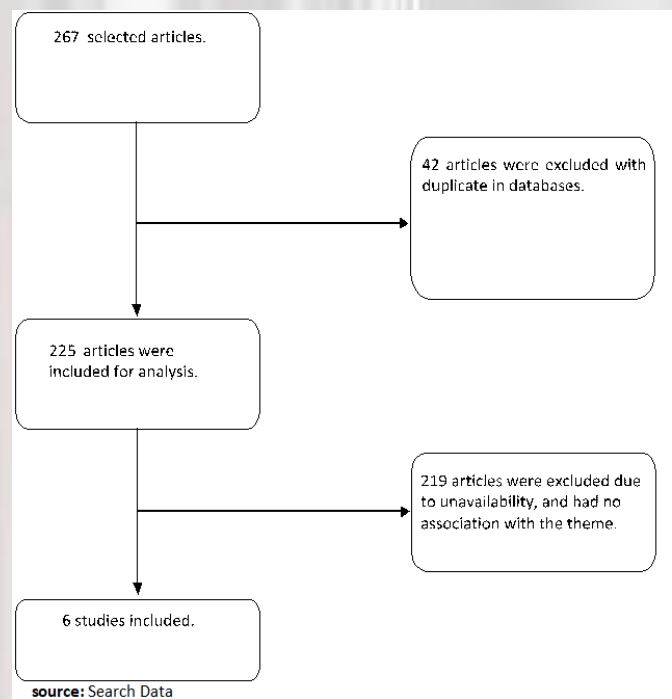 267 selected articles.
42 articles were excluded with
duplicate in databases.
225 articles were
included for analysis.
219 articles were excluded due
to unavailability, and had no
association with the theme.
6 studies included.
source: Search Data